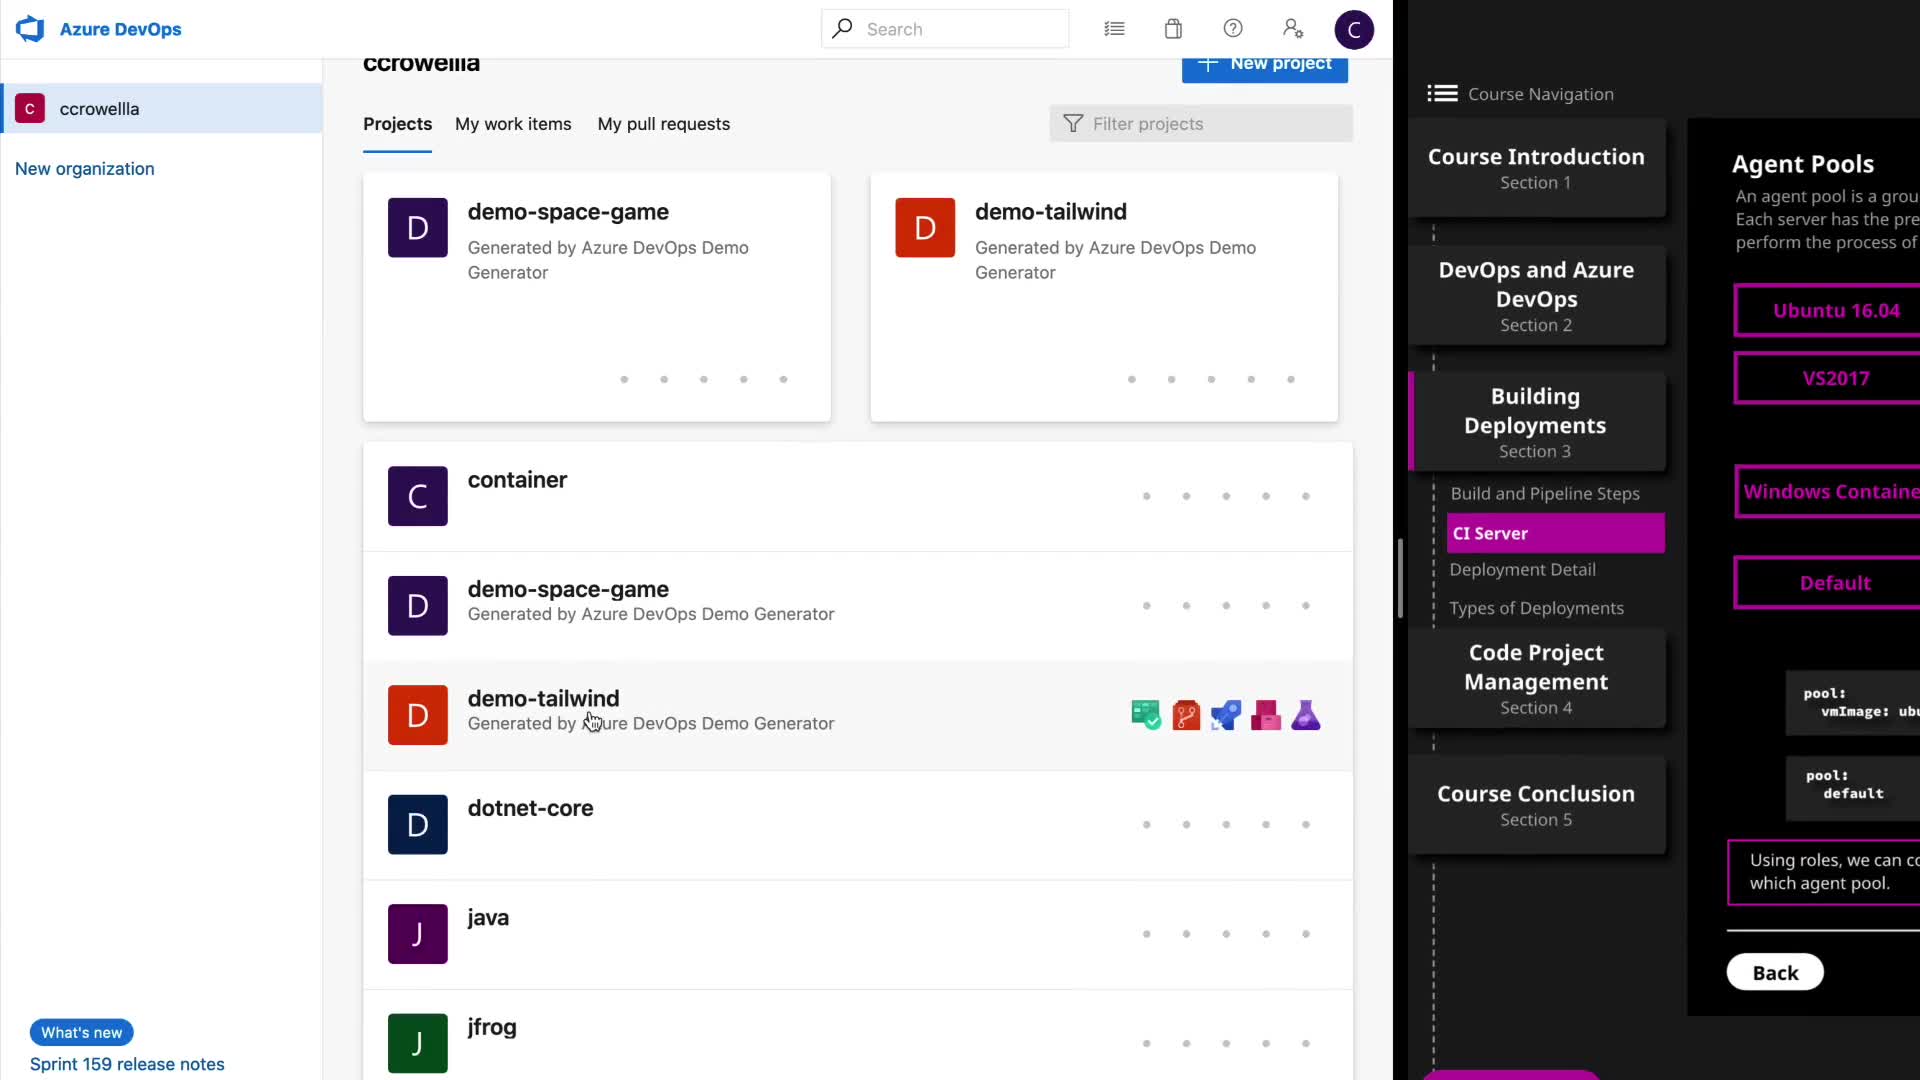 Azure DevOps
Search
C
C
ccrowellla
New organization
What's new
Sprint 159 release notes
ccrowellla
New project
Projects
My work items
My pull requests
Filter projects
D
demo-space-game
Generated by Azure DevOps Demo
Generator
D
demo-tailwind
Generated by Azure DevOps Demo
Generator
C
container
D
demo-space-game
Generated by Azure DevOps Demo Generator
D
demo-tailwind
Generated by Azure DevOps Demo Generator
D
dotnet-core
J
java
J
jfrog
Course Navigation
Course Introduction
Section 1
DevOps and Azure
DevOps
Section 2
Building
Deployments
Section 3
Build and Pipeline Steps
CI Server
Deployment Detail
Types of Deployments
Code Project
Management
Section 4
Course Conclusion
Section 5
Agent Pools
An agent pool is a grou
Each server has the pre
perform the process of
Ubuntu 16.04
VS2017
Windows Containe
Default
pool:
vmImage: ubu
pool:
default
Using roles, we can co
which agent pool.
Back